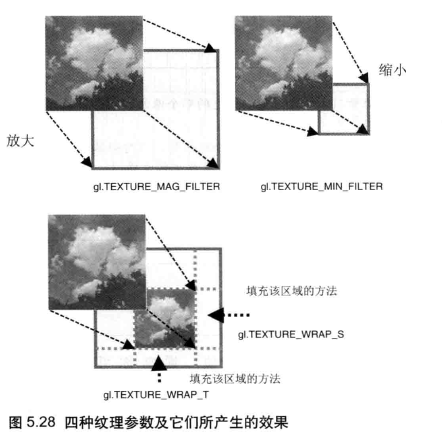 缩小
放大
gl.TEXTURE_MAG_FILTER
gl.TEXTURE_MIN_FILTER
填充该区域的方法
gl.TEXTURE_WRAP_S
填充该区域的方法
gl.TEXTURE_WRAP_T
图 5.28 四种纹理参数及它们所产生的效果